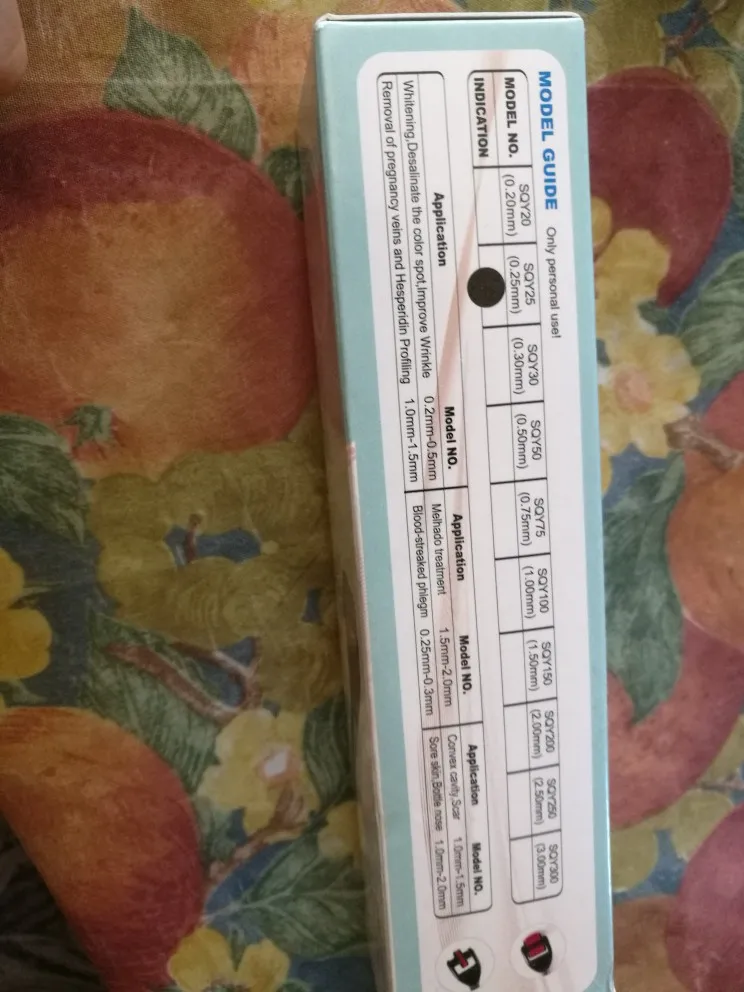 MODEL GUIDE Only personal use!
MODEL NO. SQY20 (0.20mm) SQY25 (0.25mm) SQY30 (0.30mm) SQY50 (0.50mm) SQY75 (0.75mm) SQY100 (1.00mm) SQY150 (1.50mm) SQY200 (2.00mm) SQY250 (2.50mm) SQY300 (3.00mm)
INDICATION
Application Model NO. Application Model NO. Application Model NO.
Whitening,Desalinate the color spot,Improve Wrinkle 0.2mm-0.5mm Melhado treatment 1.5mm-2.0mm Convex cavity,Scar 1.0mm-1.5mm
Removal of pregnancy veins and Hesperidin Profiling 1.0mm-1.5mm Blood-streaked phlegm 0.25mm-0.3mm Sore skin,Bottle nose 1.0mm-2.0mm